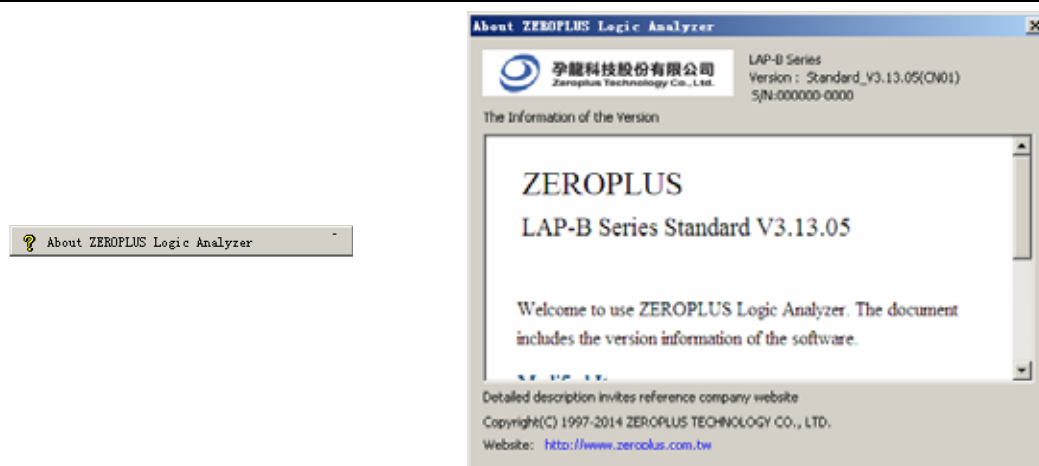 About ZEROPLUS Logic Analyzer
About ZEROPLUS Logic Analyzer
孕龍科技股份有限公司
Zeroplus Technology Co., Ltd.
LAP-B Series
Version : Standard_V3.13.05(CN01)
S/N:000000-0000
The Information of the Version
ZEROPLUS
LAP-B Series Standard V3.13.05
Welcome to use ZEROPLUS Logic Analyzer. The document
includes the version information of the software.
Detailed description invites reference company website
Copyright(C) 1997-2014 ZEROPLUS TECHNOLOGY CO., LTD.
Website: http://www.zeroplus.com.tw